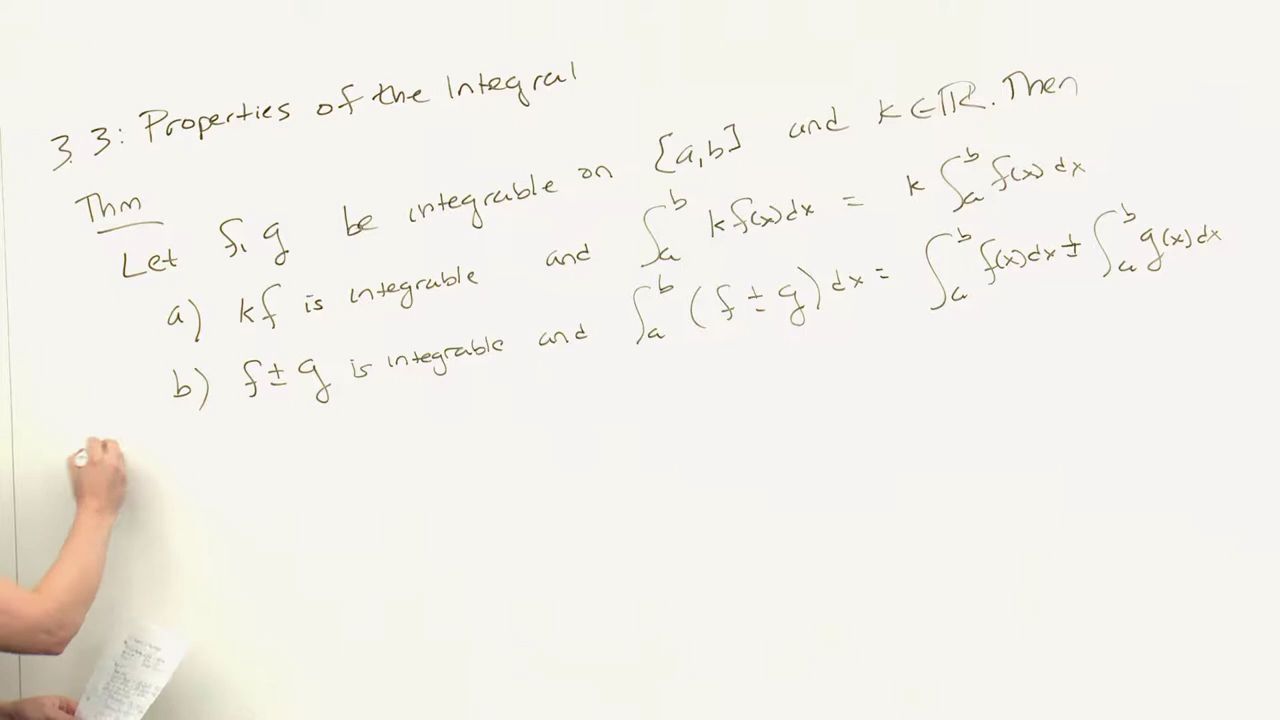 3.3: Properties of the Integral
Thm
Let f, g be integrable on [a,b] and k∈ℝ. Then
a) kf is integrable and ∫_a^b kf(x)dx = k ∫_a^b f(x)dx
b) f±g is integrable and ∫_a^b (f±g)dx = ∫_a^b f(x)dx ± ∫_a^b g(x)dx